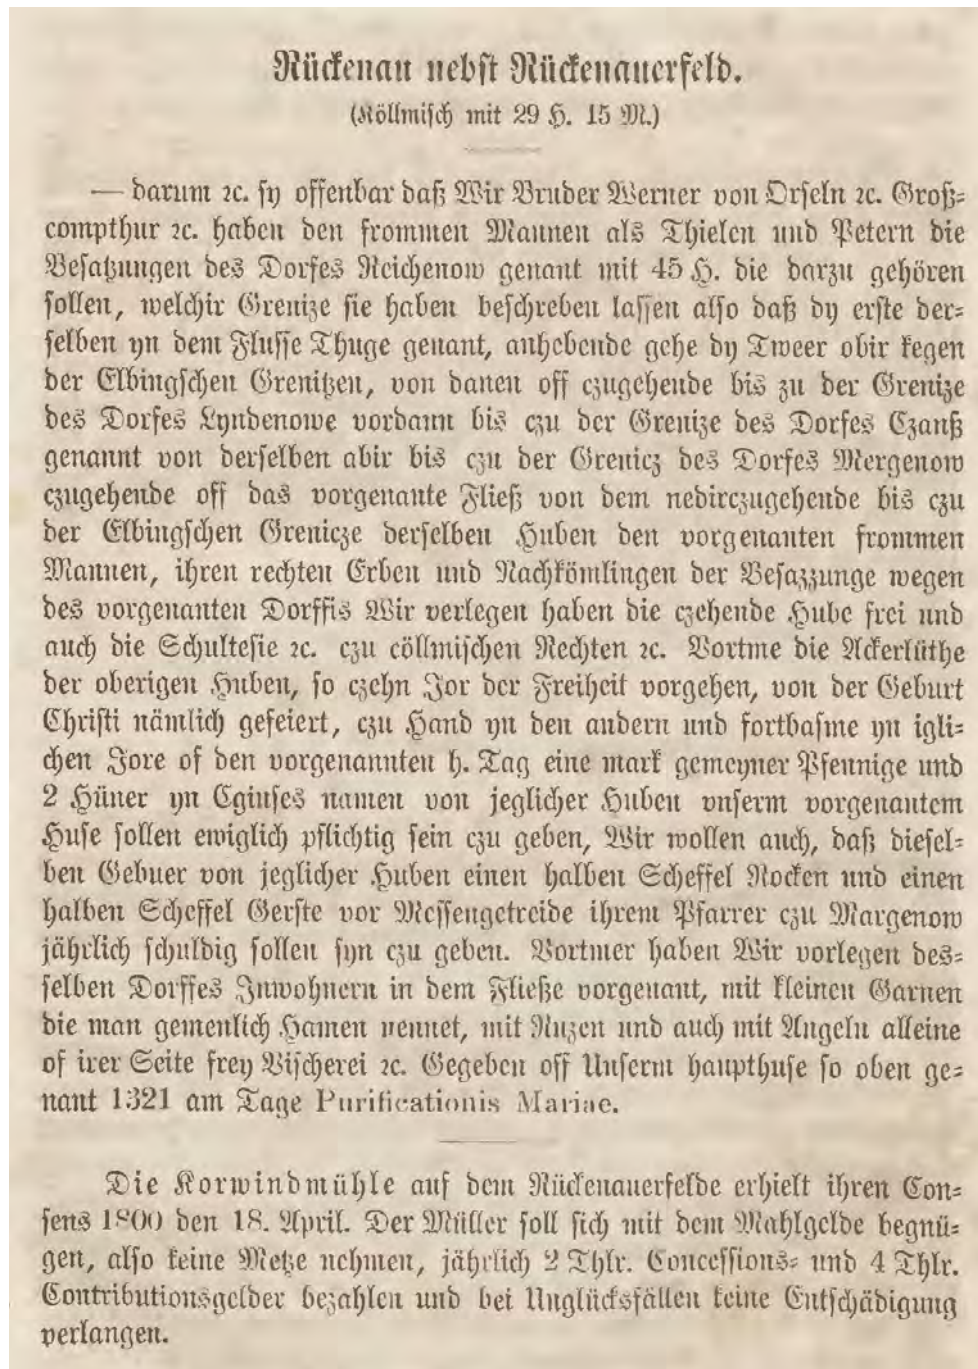 Rückenau nebst Rückenauerfeld.
(Köllmisch mit 29 H. 15 M.)
— darum ꝛc. sy offenbar daß Wir Bruder Werner von Orseln ꝛc. Groß-
compthur ꝛc. haben den frommen Mannen als Thielen und Petern die
Besatzungen des Dorfes Reichenow genant mit 45 H. die darzu gehören
sollen, welchir Grenize sie haben beschreben lassen also daß dy erste der-
selben yn dem Flusse Thuge genant, anhebende gehe dy Tweer obir kegen
der Elbingschen Grenitzen, von danen off czugehende bis zu der Grenize
des Dorfes Lyndenowe vordann bis czu der Grenize des Dorfes Czanß
genannt von derselben abir bis czu der Grenicz des Dorfes Mergenow
czugehende off das vorgenante Fließ von dem nedirczugehende bis czu
der Elbingschen Grenicze derselben Huben den vorgenanten frommen
Mannen, ihren rechten Erben und Nachkömlingen der Besazzunge wegen
des vorgenanten Dorffis Wir verlegen haben die czehende Hube frei und
auch die Schultesie ꝛc. czu cöllmischen Rechten ꝛc. Vortme die Ackerlüthe
der oberigen Huben, so czehn Jor der Freiheit vorgehen, von der Geburt
Christi nämlich gefeiert, czu Hand yn den andern und fortbasme yn igli-
chen Jore of den vorgenannten h. Tag eine mark gemeyner Pfennige und
2 Hüner yn Cginses namen von jeglicher Huben vnserm vorgenantem
Huse sollen ewiglich pflichtig sein czu geben, Wir wollen auch, daß diesel-
ben Gebuer von jeglicher Huben einen halben Scheffel Rocken und einen
halben Scheffel Gerste vor Messengetreide ihrem Pfarrer czu Margenow
jährlich schuldig sollen syn czu geben. Vortmer haben Wir vorlegen des-
selben Dorffes Inwohnern in dem Fließe vorgenant, mit kleinen Garnen
die man gemenlich Hamen nennet, mit Nuzen und auch mit Angeln alleine
of irer Seite frey Vischerei ꝛc. Gegeben off Unserm haupthuse so oben ge-
nant 1321 am Tage Purificationis Mariae.
Die Korwindmühle auf dem Rückenauerfelde erhielt ihren Con-
sens 1800 den 18. April. Der Müller soll sich mit dem Mahlgelde begnü-
gen, also keine Metze nehmen, jährlich 2 Thlr. Concessions- und 4 Thlr.
Contributionsgelder bezahlen und bei Unglücksfällen keine Entschädigung
verlangen.